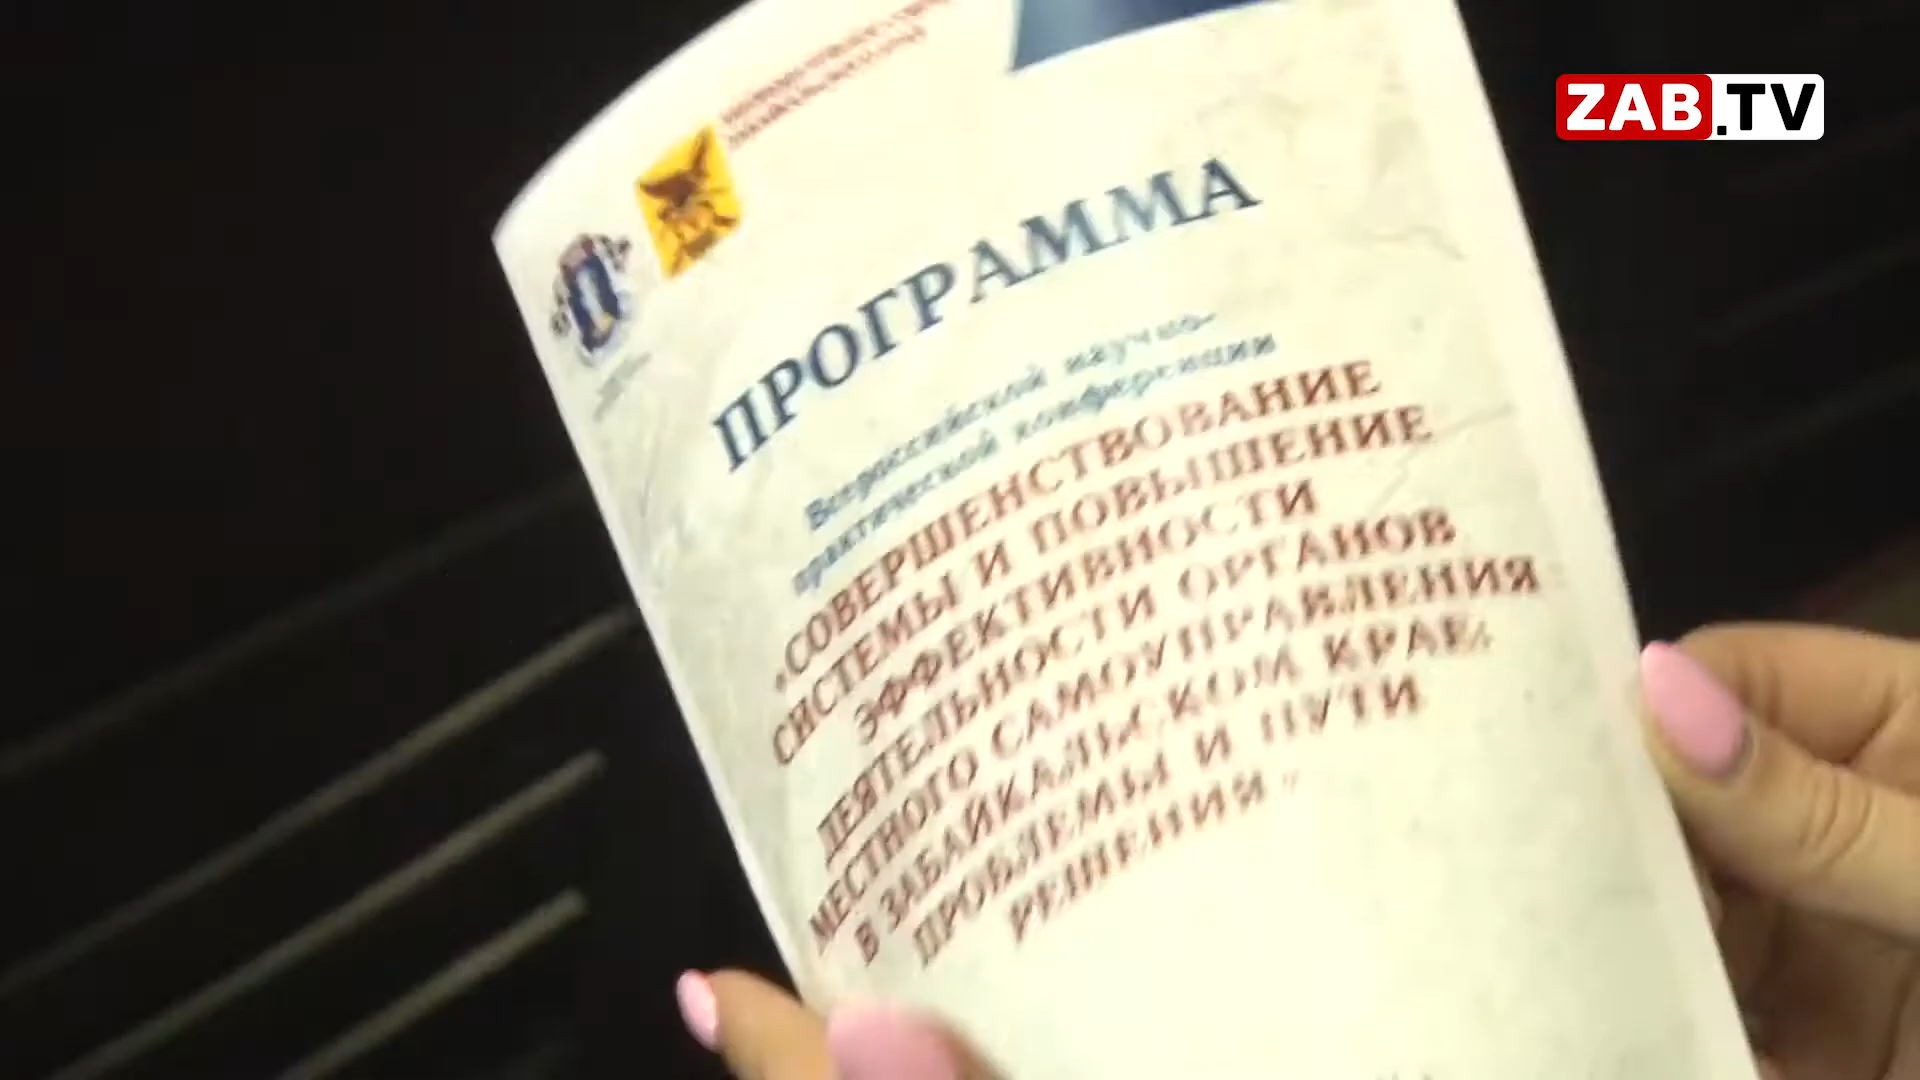 ZAB.TV
ПРОГРАММА
Всероссийской научно-
практической конференции
«СОВЕРШЕНСТВОВАНИЕ
СИСТЕМЫ И ПОВЫШЕНИЕ
ЭФФЕКТИВНОСТИ
ДЕЯТЕЛЬНОСТИ ОРГАНОВ
МЕСТНОГО САМОУПРАВЛЕНИЯ
В ЗАБАЙКАЛЬСКОМ КРАЕ:
ПРОБЛЕМЫ И ПУТИ
РЕШЕНИЯ»